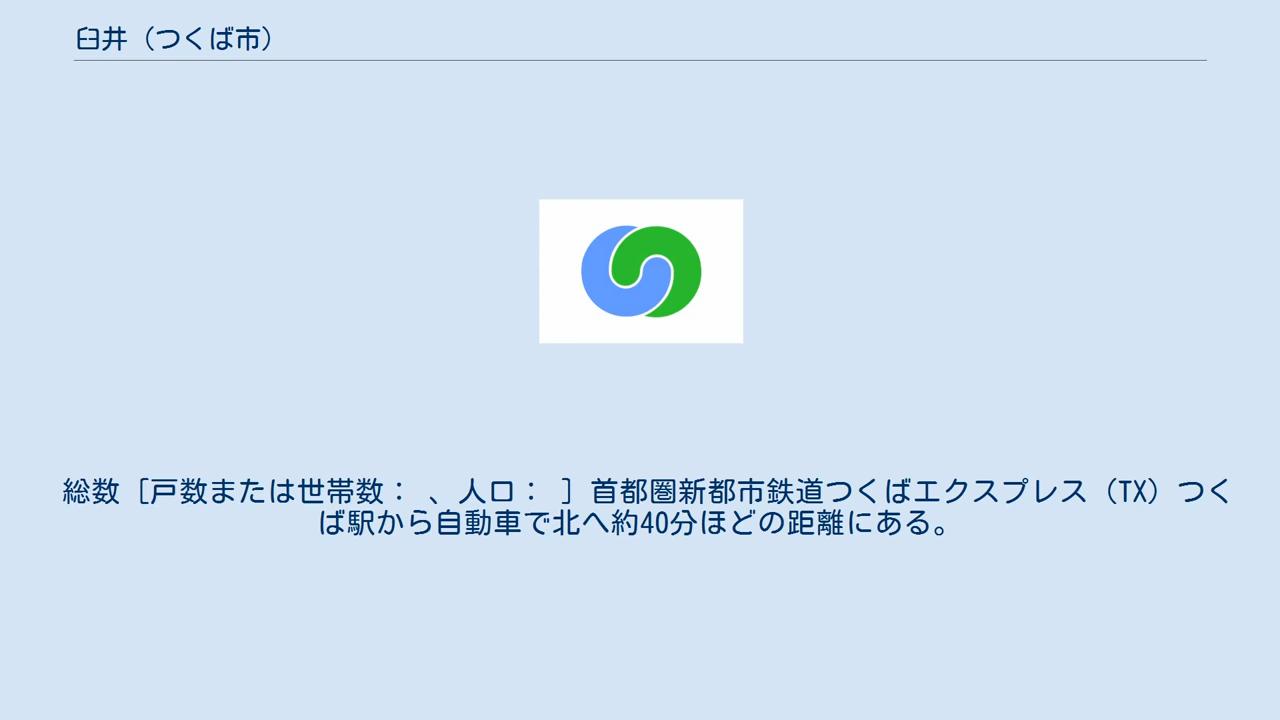 臼井（つくば市）
総数［戸数または世帯数： 、人口： ］首都圏新都市鉄道つくばエクスプレス（TX）つく
ば駅から自動車で北へ約40分ほどの距離にある。